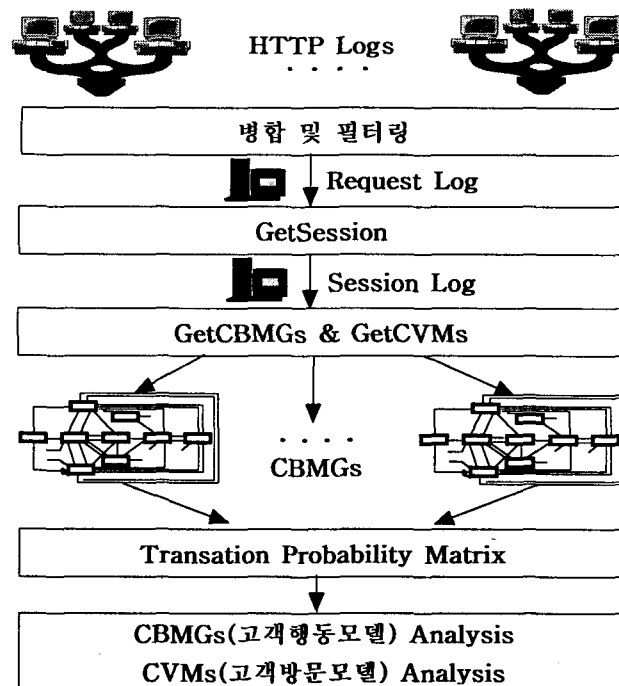 HTTP Logs
. . . .
병합 및 필터링
Request Log
GetSession
Session Log
GetCBMGs & GetCVMs
. . . .
CBMGs
Transation Probability Matrix
CBMGs(고객행동모델) Analysis
CVMs(고객방문모델) Analysis